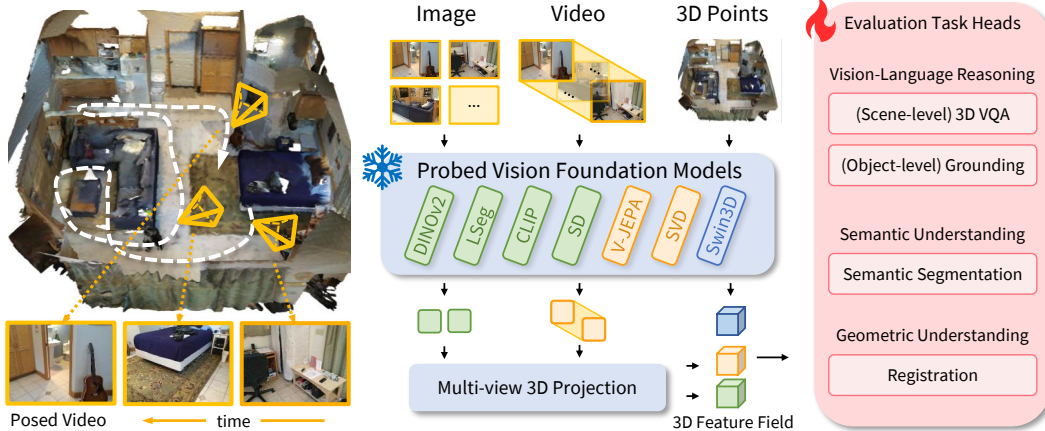 Image
Video
3D Points
...
...
Probed Vision Foundation Models
DINOv2
LSeg
CLIP
SD
V-JEPA
SVD
Swin3D
Multi-view 3D Projection
3D Feature Field
Posed Video
time
Evaluation Task Heads
Vision-Language Reasoning
(Scene-level) 3D VQA
(Object-level) Grounding
Semantic Understanding
Semantic Segmentation
Geometric Understanding
Registration